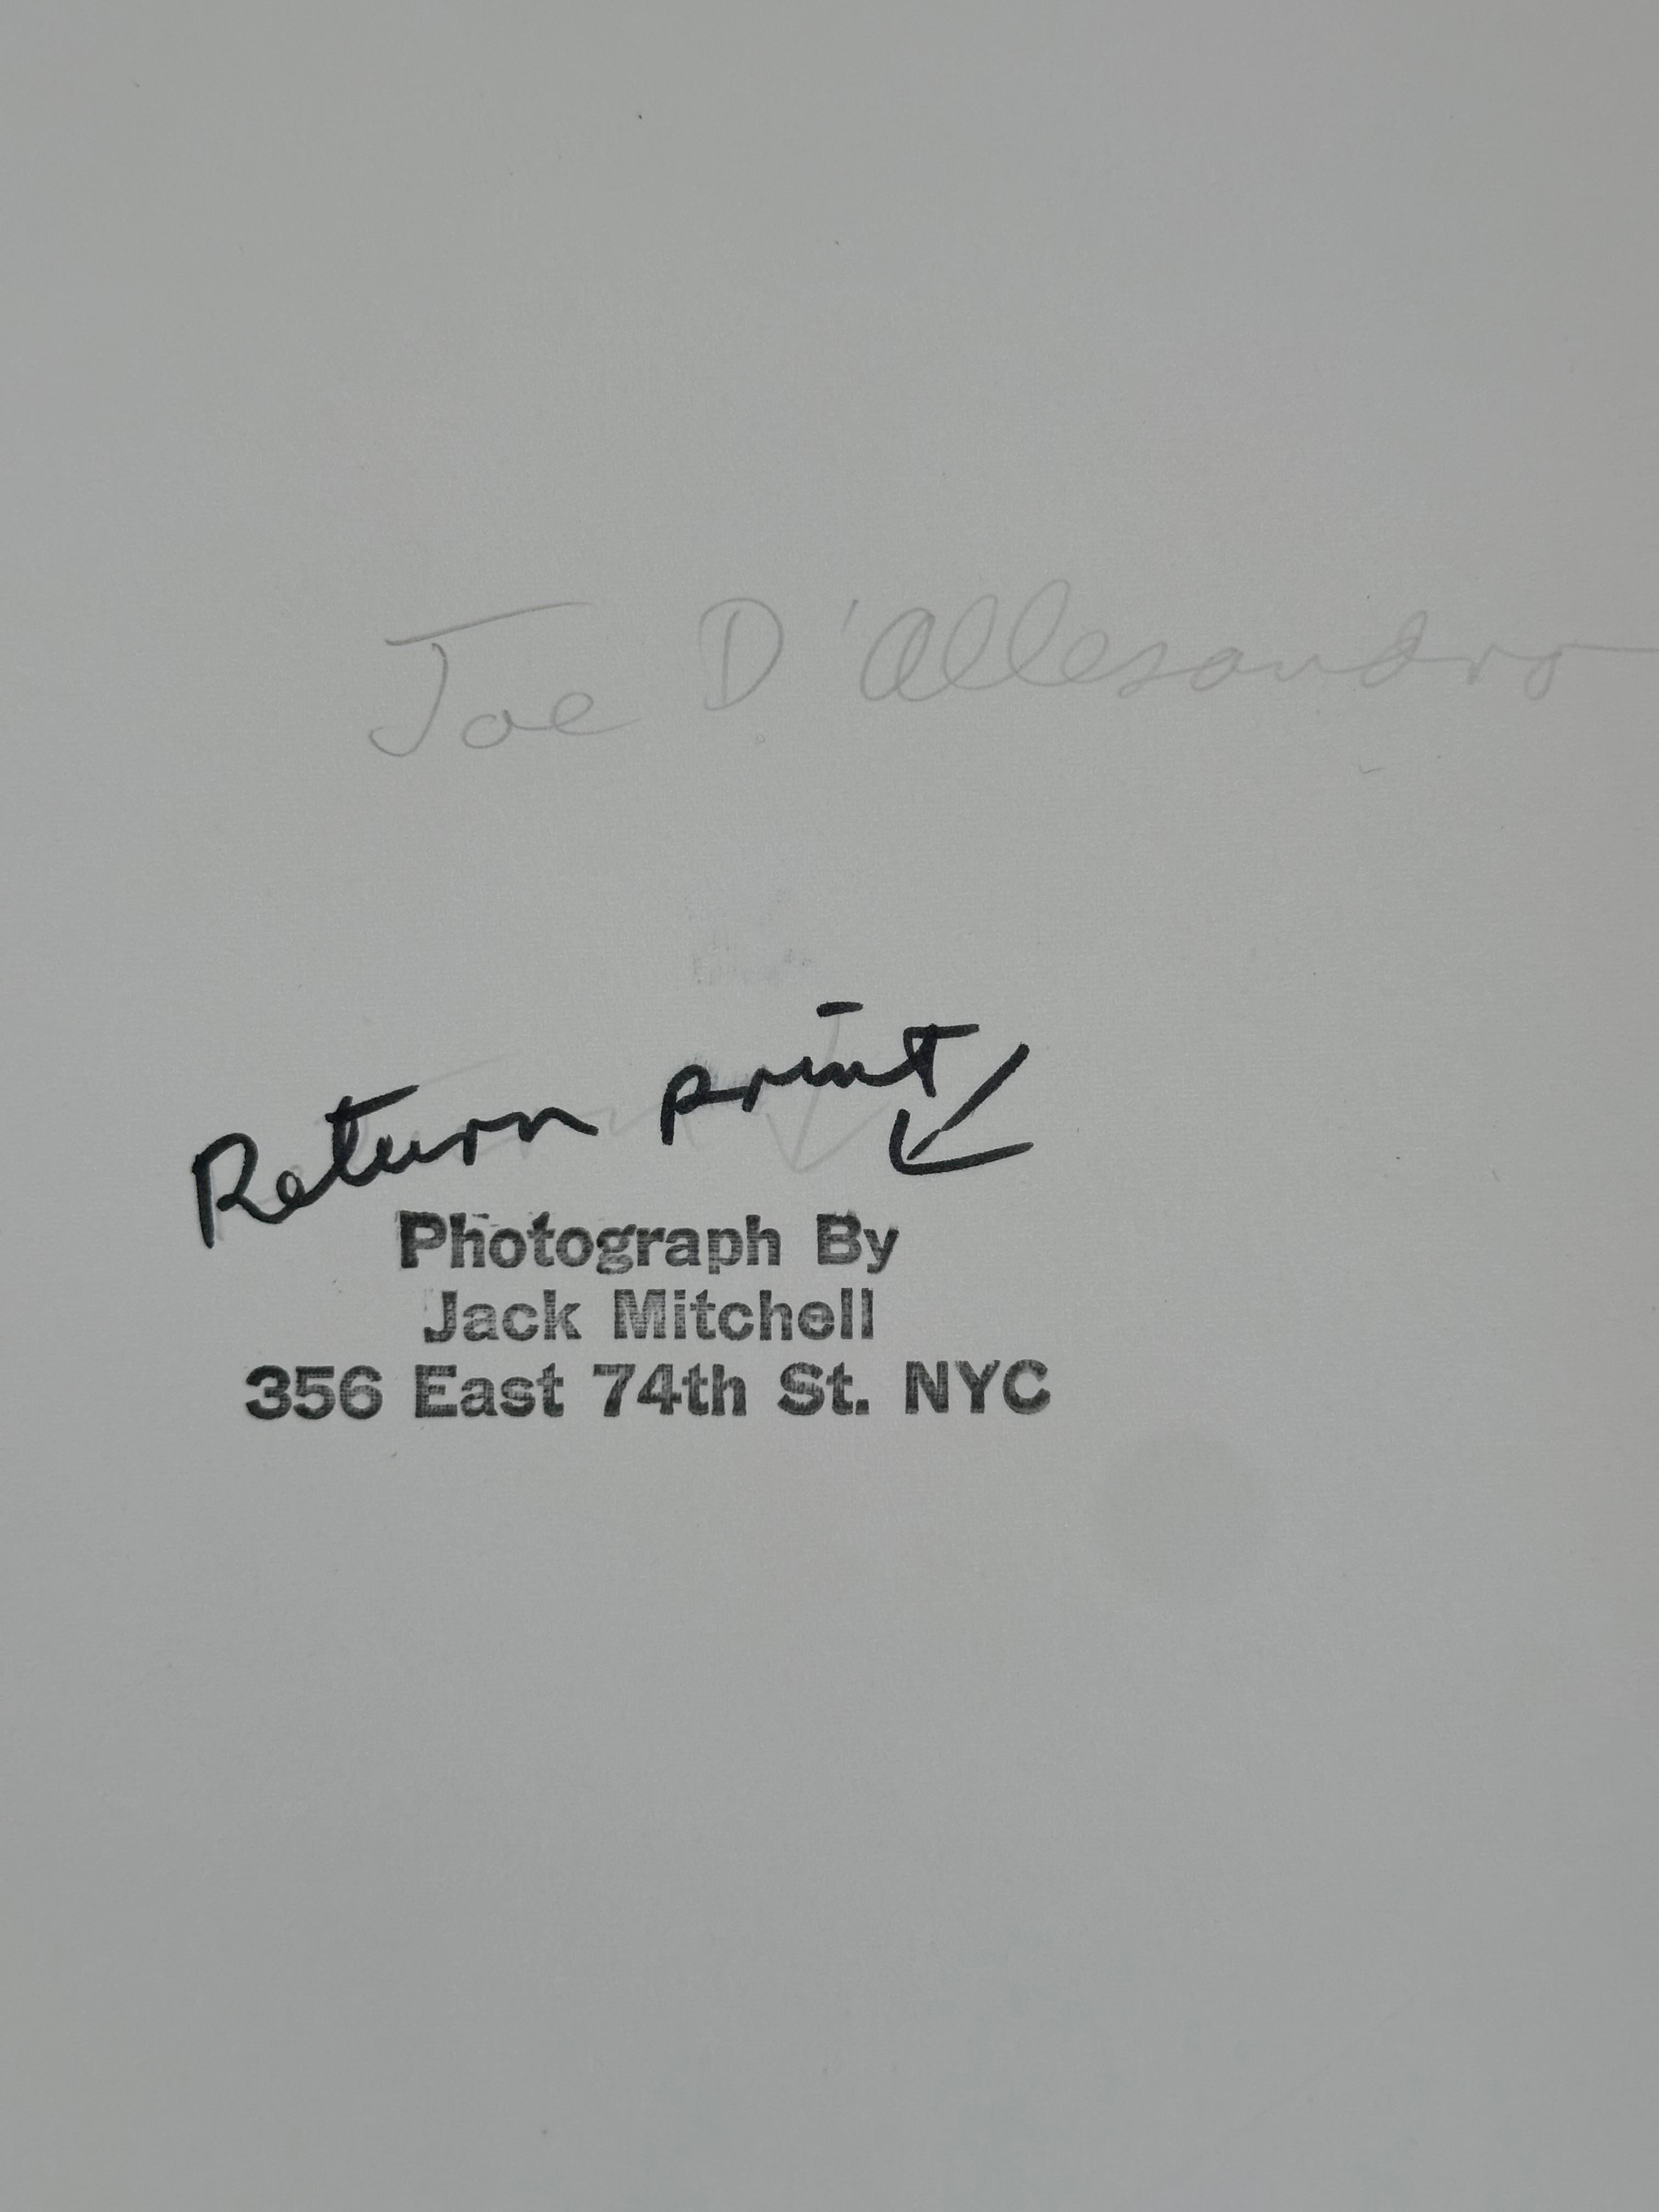 Joe D'Allesandro
Return print
Photograph By
Jack Mitchell
356 East 74th St. NYC